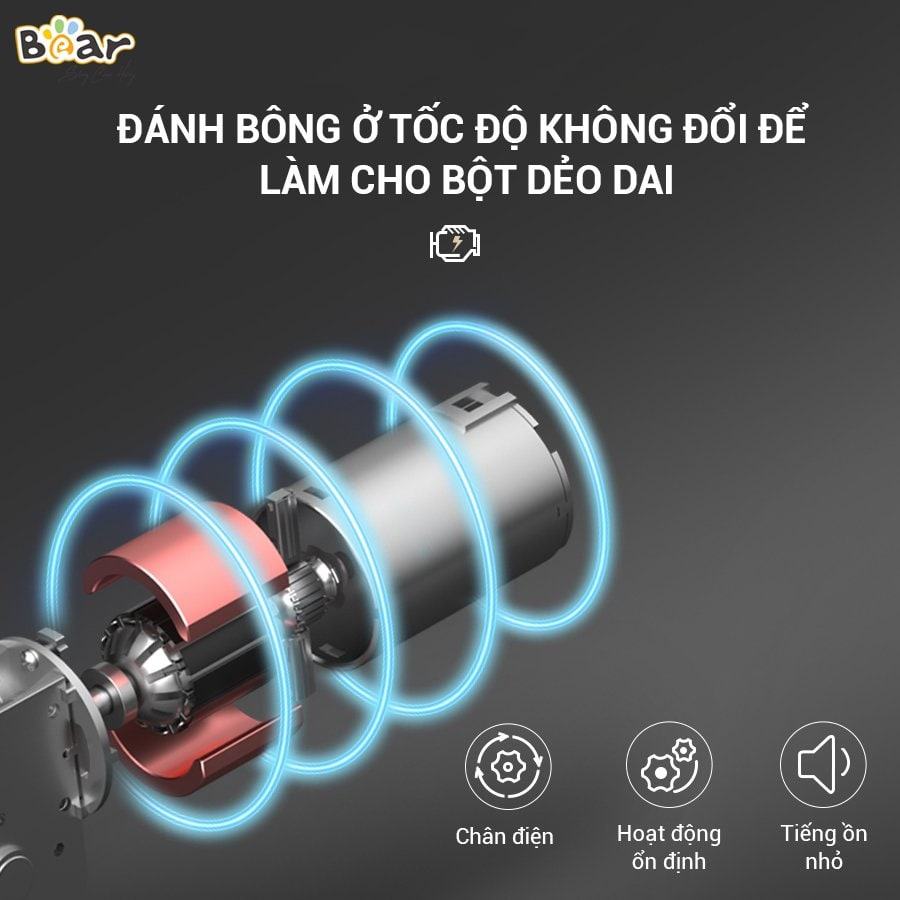 Bear
ĐÁNH BÔNG Ở TỐC ĐỘ KHÔNG ĐỔI ĐỂ
LÀM CHO BỘT DẺO DAI
Chân điện
Hoạt động
ổn định
Tiếng ồn
nhỏ